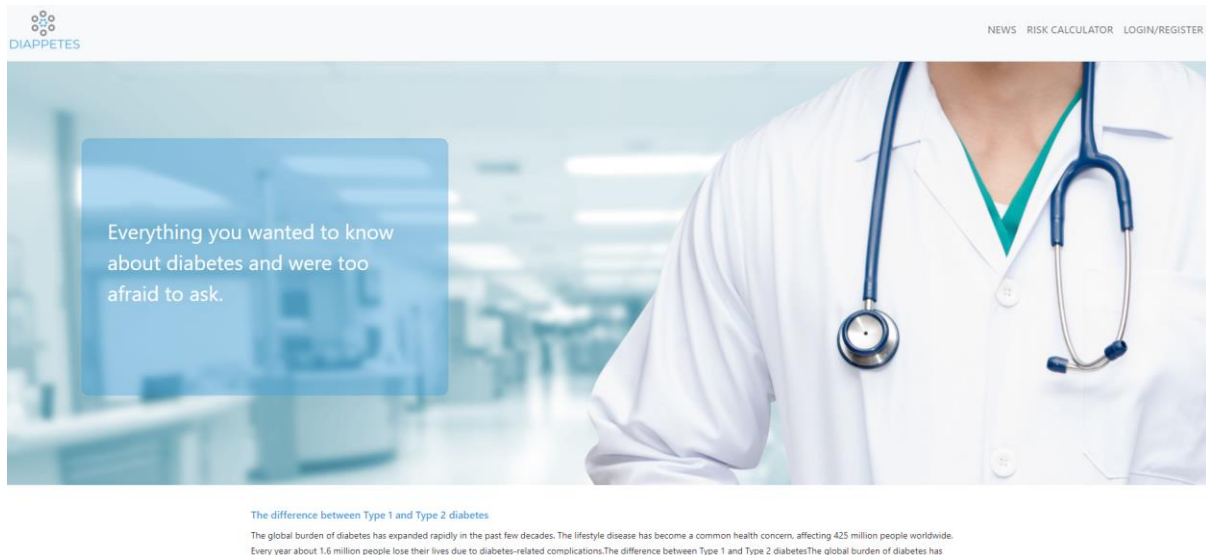 DIAPPETES
NEWS RISK CALCULATOR LOGIN/REGISTER
Everything you wanted to know
about diabetes and were too
afraid to ask.
The difference between Type 1 and Type 2 diabetes
The global burden of diabetes has expanded rapidly in the past few decades. The lifestyle disease has become a common health concern, affecting 425 million people worldwide.
Every year about 1.6 million people lose their lives due to diabetes-related complications.The difference between Type 1 and Type 2 diabetesThe global burden of diabetes has